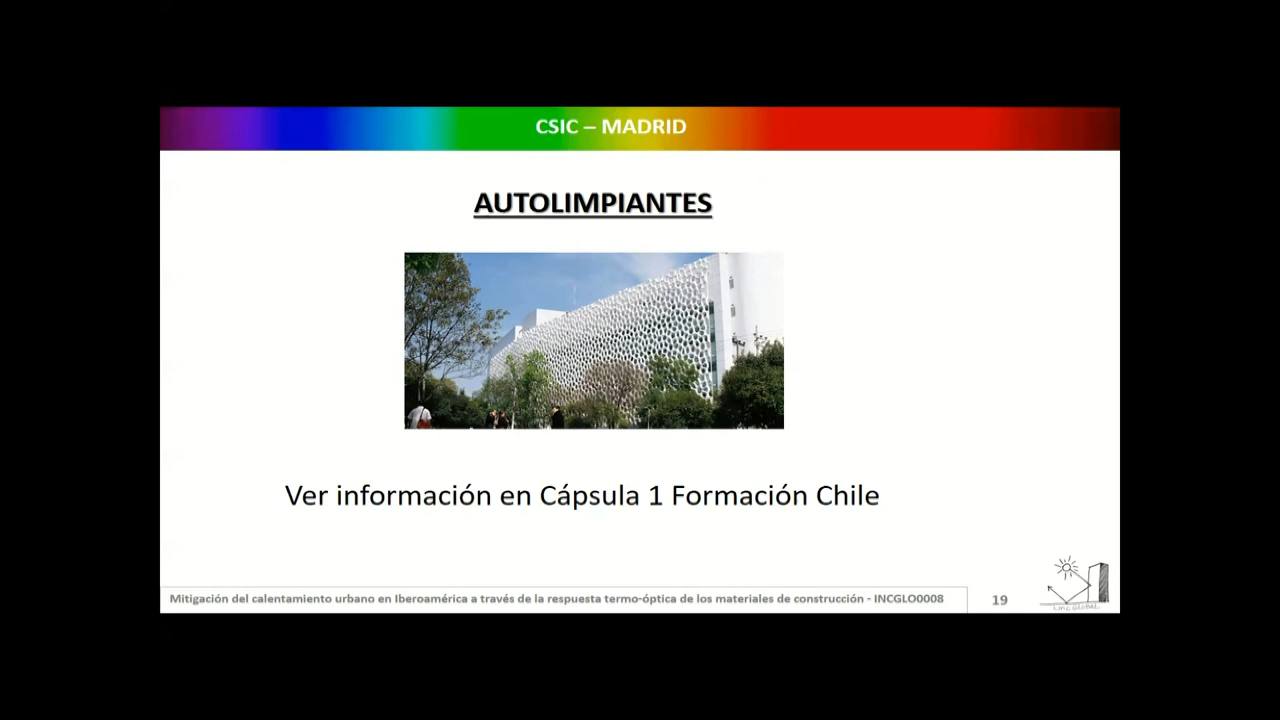 CSIC – MADRID
AUTOLIMPIANTES
Ver información en Cápsula 1 Formación Chile
Mitigación del calentamiento urbano en Iberoamérica a través de la respuesta termo-óptica de los materiales de construcción - INCGLO0008
19